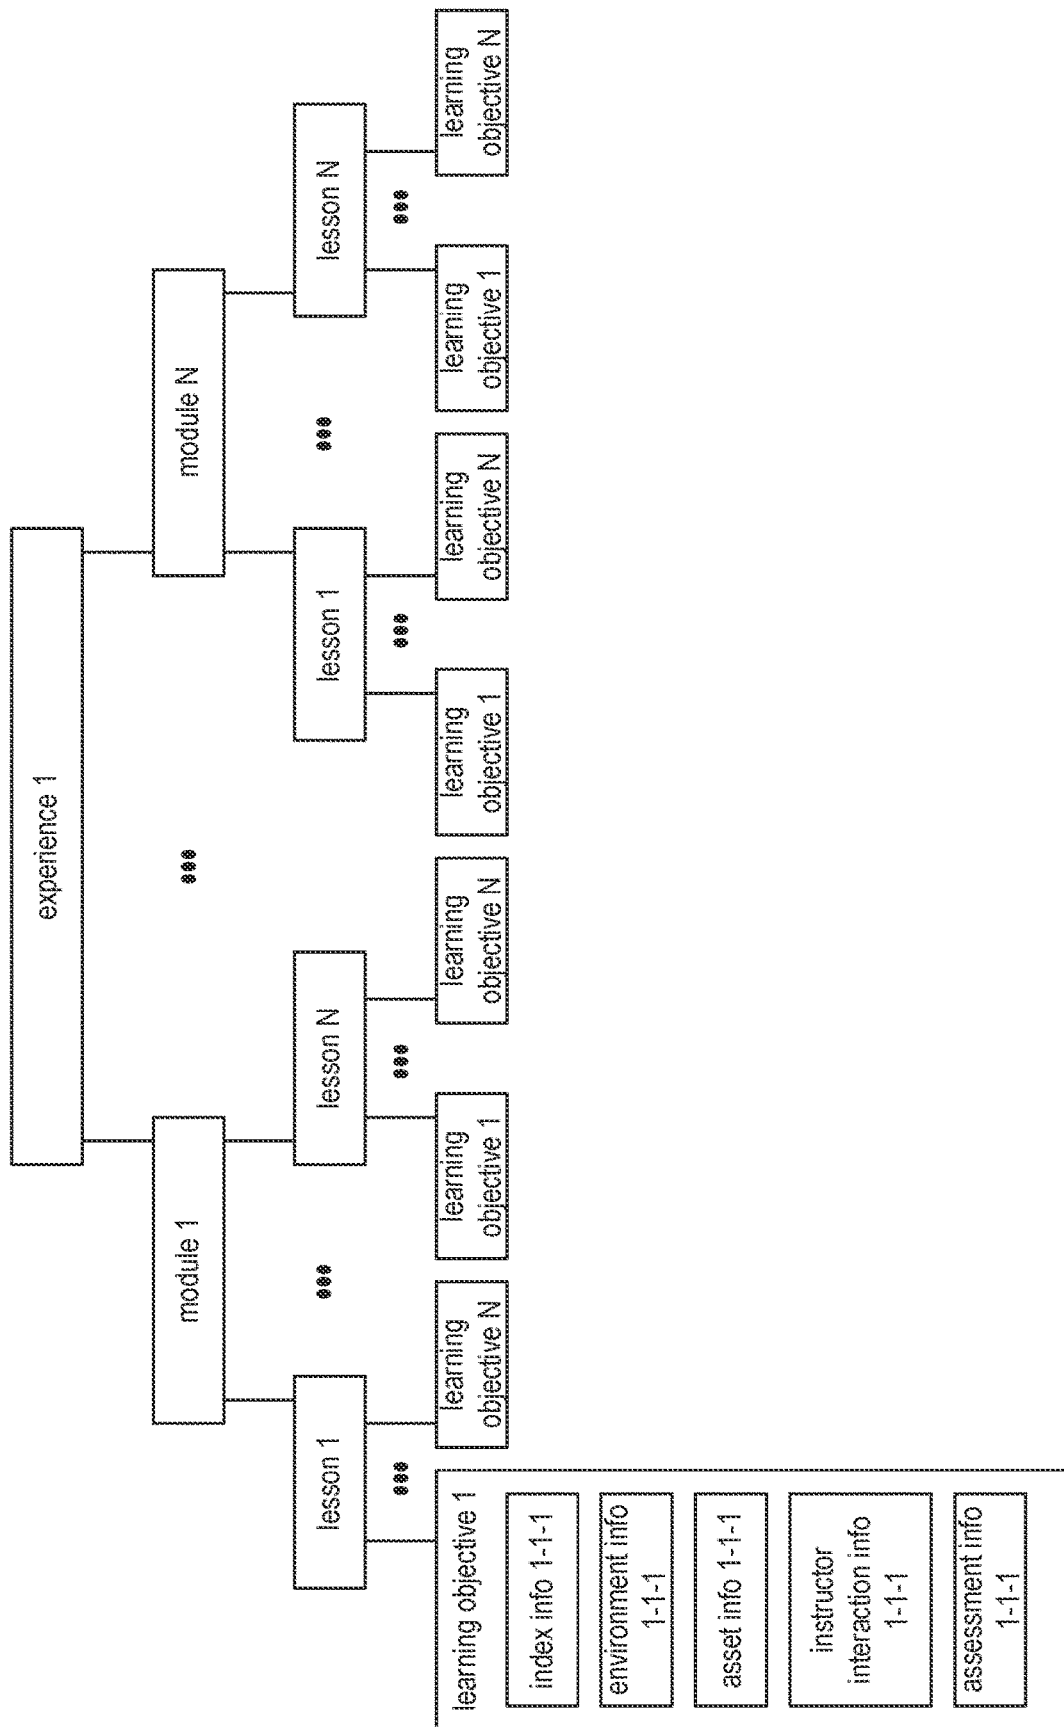 experience 1
module 1
module N
lesson 1
lesson N
lesson 1
lesson N
learning objective 1
index info 1-1-1
environment info
1-1-1
asset info 1-1-1
instructor
interaction info
1-1-1
assessment info
1-1-1
learning
objective N
learning
objective 1
learning
objective N
learning
objective 1
learning
objective N
learning
objective 1
learning
objective N